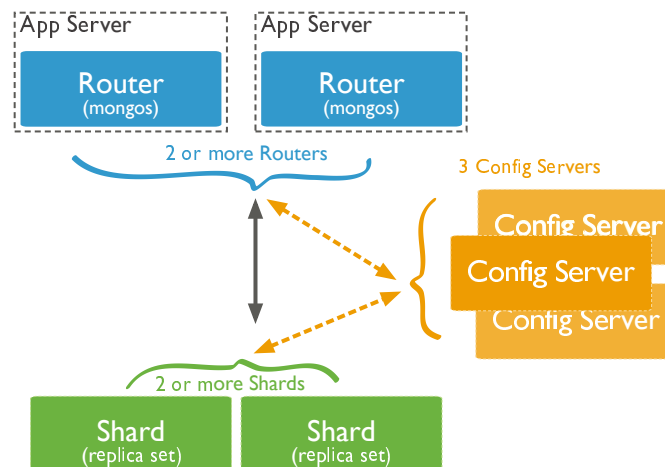 App Server
App Server
Router
(mongos)
Router
(mongos)
2 or more Routers
3 Config Servers
Config Server
Config Server
Config Server
2 or more Shards
Shard
(replica set)
Shard
(replica set)